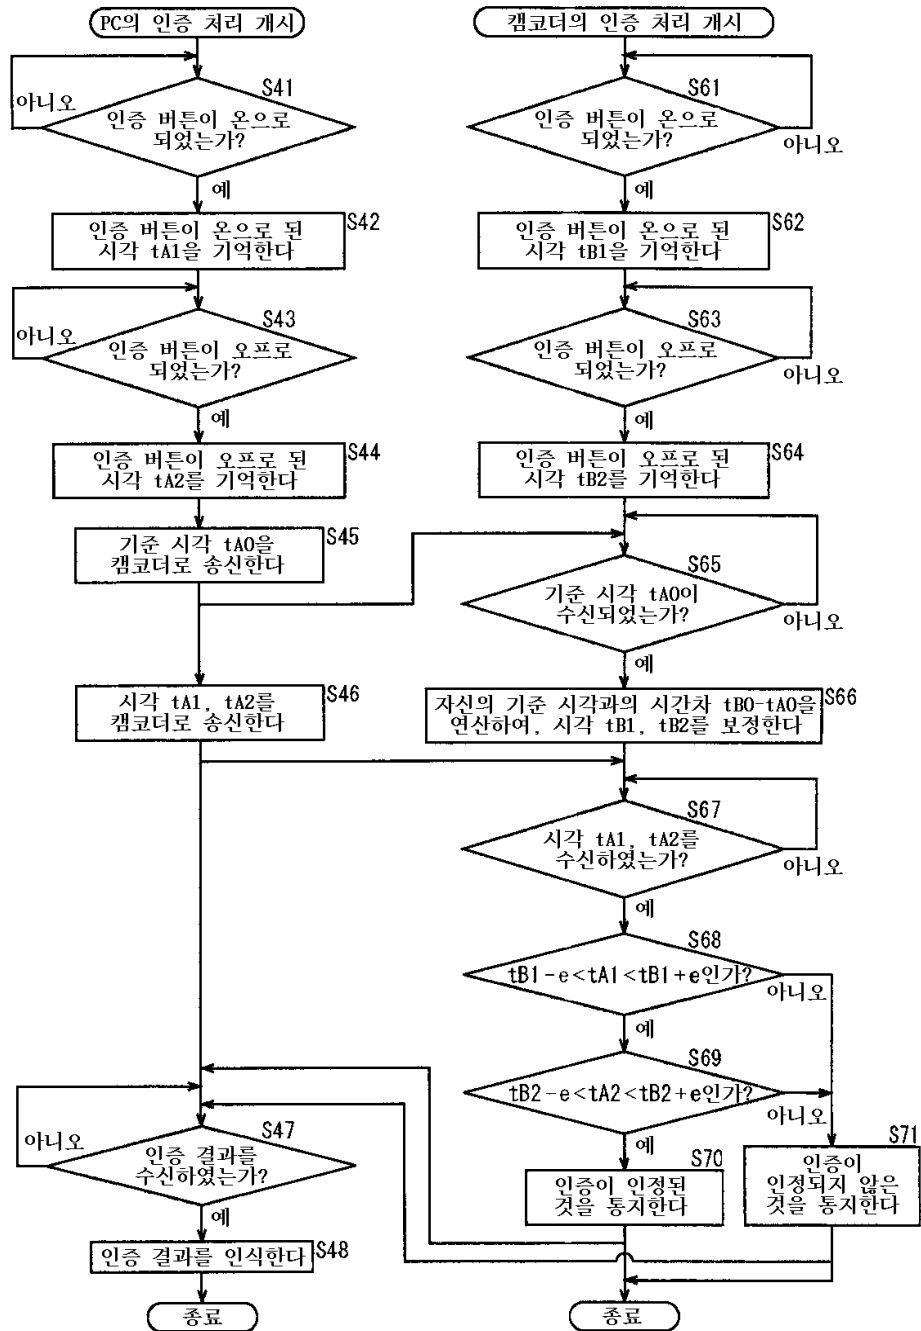 PC의 인증 처리 개시
S41
아니오
인증 버튼이 온으로
되었는가?
예
S42
인증 버튼이 온으로 된
시각 tA1을 기억한다
S43
아니오
인증 버튼이 오프로
되었는가?
예
S44
인증 버튼이 오프로 된
시각 tA2를 기억한다
S45
기준 시각 tA0을
캠코더로 송신한다
S46
시각 tA1, tA2를
캠코더로 송신한다
S47
아니오
인증 결과를
수신하였는가?
예
S48
인증 결과를 인식한다
종료
캠코더의 인증 처리 개시
S61
인증 버튼이 온으로
되었는가?
아니오
예
S62
인증 버튼이 온으로 된
시각 tB1을 기억한다
S63
인증 버튼이 오프로
되었는가?
아니오
예
S64
인증 버튼이 오프로 된
시각 tB2를 기억한다
S65
기준 시각 tA0이
수신되었는가?
아니오
예
S66
자신의 기준 시각과의 시간차 tB0-tA0을
연산하여, 시각 tB1, tB2를 보정한다
S67
시각 tA1, tA2를
수신하였는가?
아니오
예
S68
tB1-e<tA1<tB1+e인가?
아니오
예
S69
tB2-e<tA2<tB2+e인가?
아니오
예
S70
인증이 인정된
것을 통지한다
S71
인증이
인정되지 않은
것을 통지한다
종료